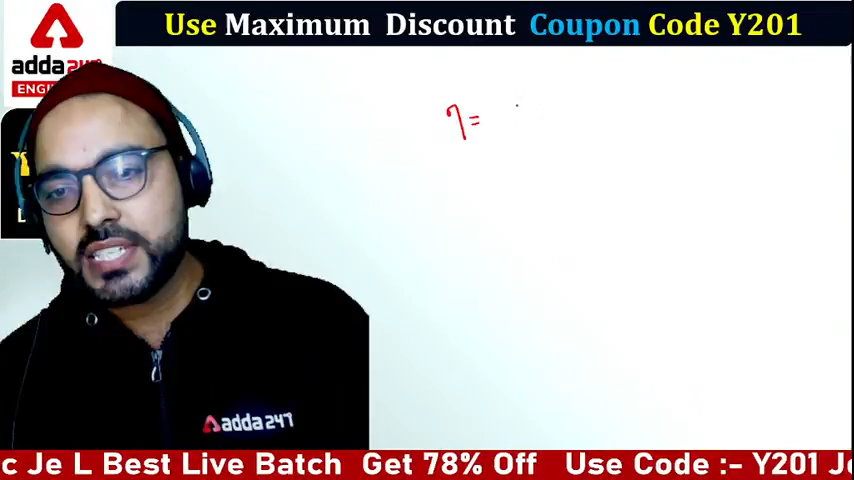 Use Maximum Discount Coupon Code Y201
adda247
η =
adda247
c Je L Best Live Batch Get 78% Off Use Code :- Y201 Je